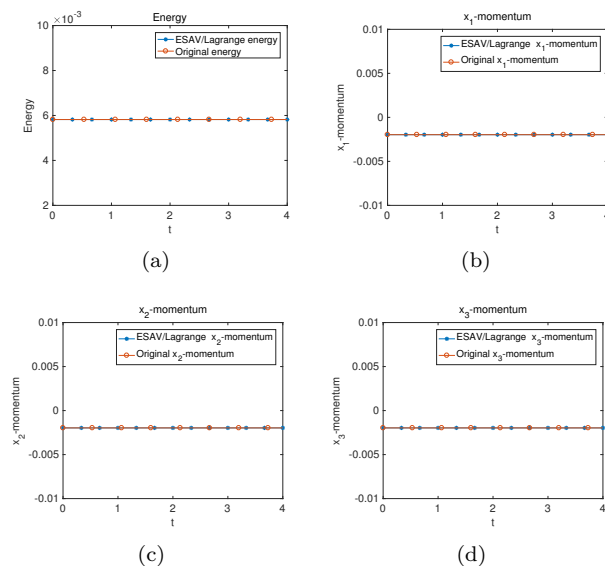 Energy
×10⁻³
ESAV/Lagrange energy
Original energy
Energy
10
8
6
4
2
0 1 2 3 4
t
(a)
x₁-momentum
ESAV/Lagrange x₁-momentum
Original x₁-momentum
x₁-momentum
0.01
0.005
0
-0.005
-0.01
0 1 2 3 4
t
(b)
x₂-momentum
ESAV/Lagrange x₂-momentum
Original x₂-momentum
x₂-momentum
0.01
0.005
0
-0.005
-0.01
0 1 2 3 4
t
(c)
x₃-momentum
ESAV/Lagrange x₃-momentum
Original x₃-momentum
x₃-momentum
0.01
0.005
0
-0.005
-0.01
0 1 2 3 4
t
(d)